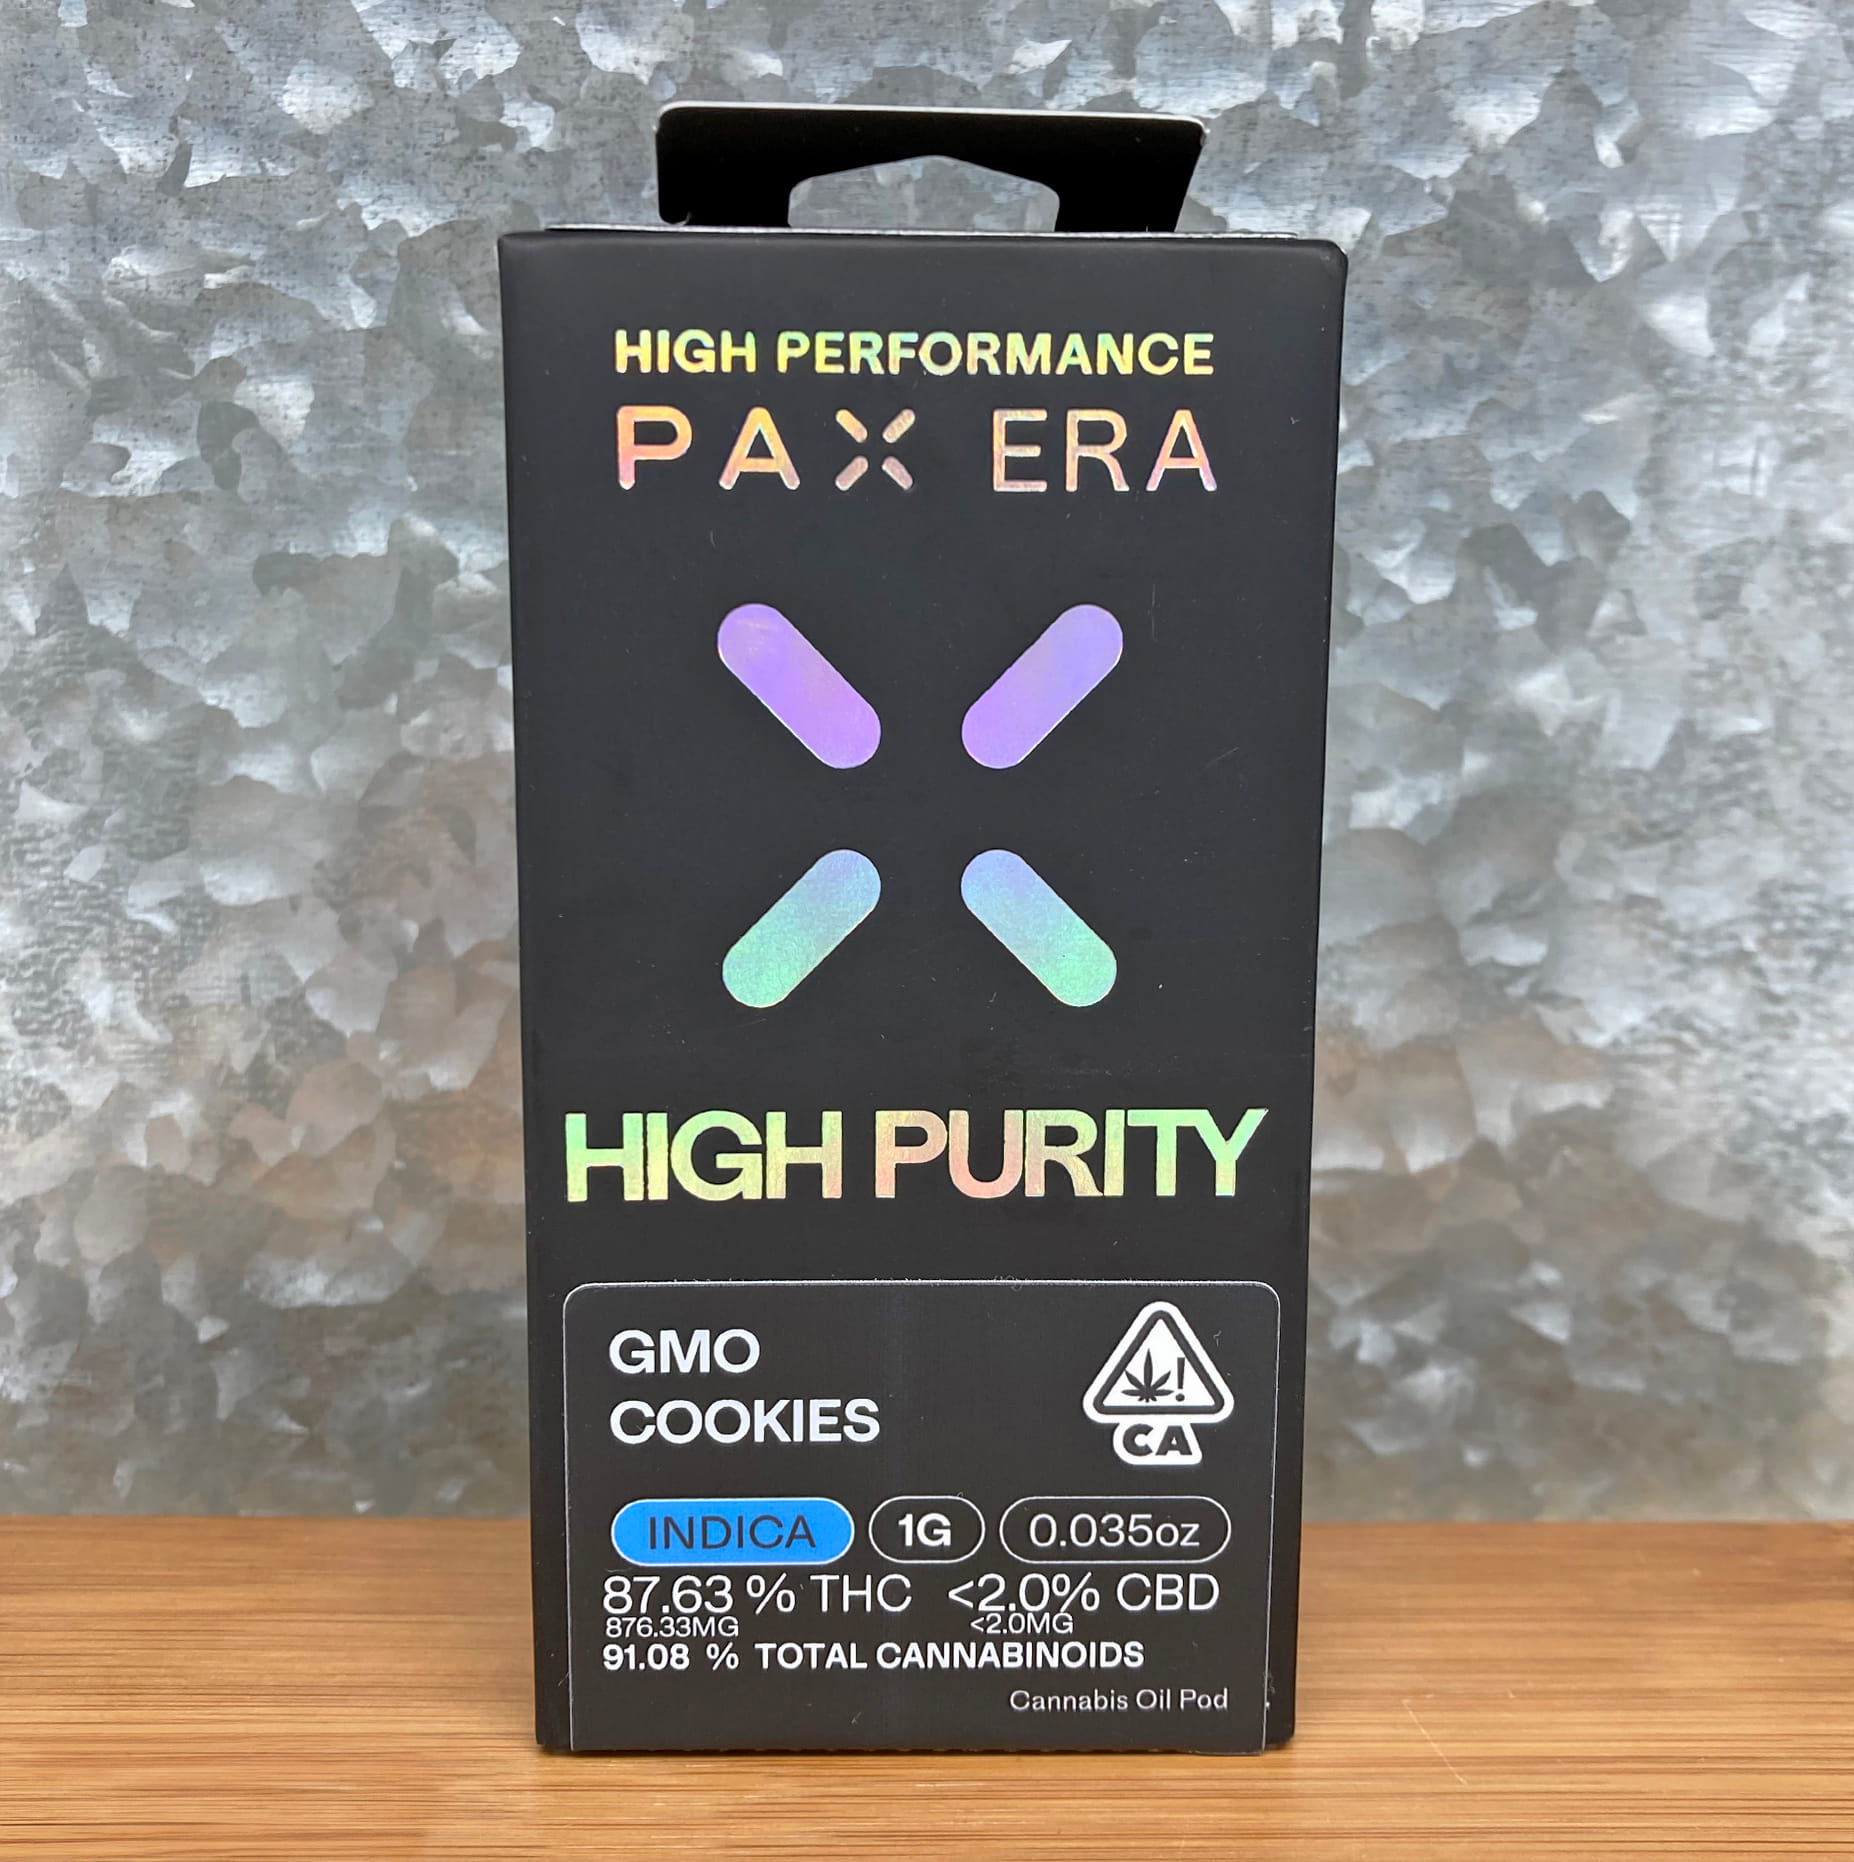 HIGH PERFORMANCE
PAX ERA
HIGH PURITY
GMO
COOKIES
CA
INDICA 1G 0.035oz
87.63 % THC <2.0% CBD
876.33MG <2.0MG
91.08 % TOTAL CANNABINOIDS
Cannabis Oil Pod